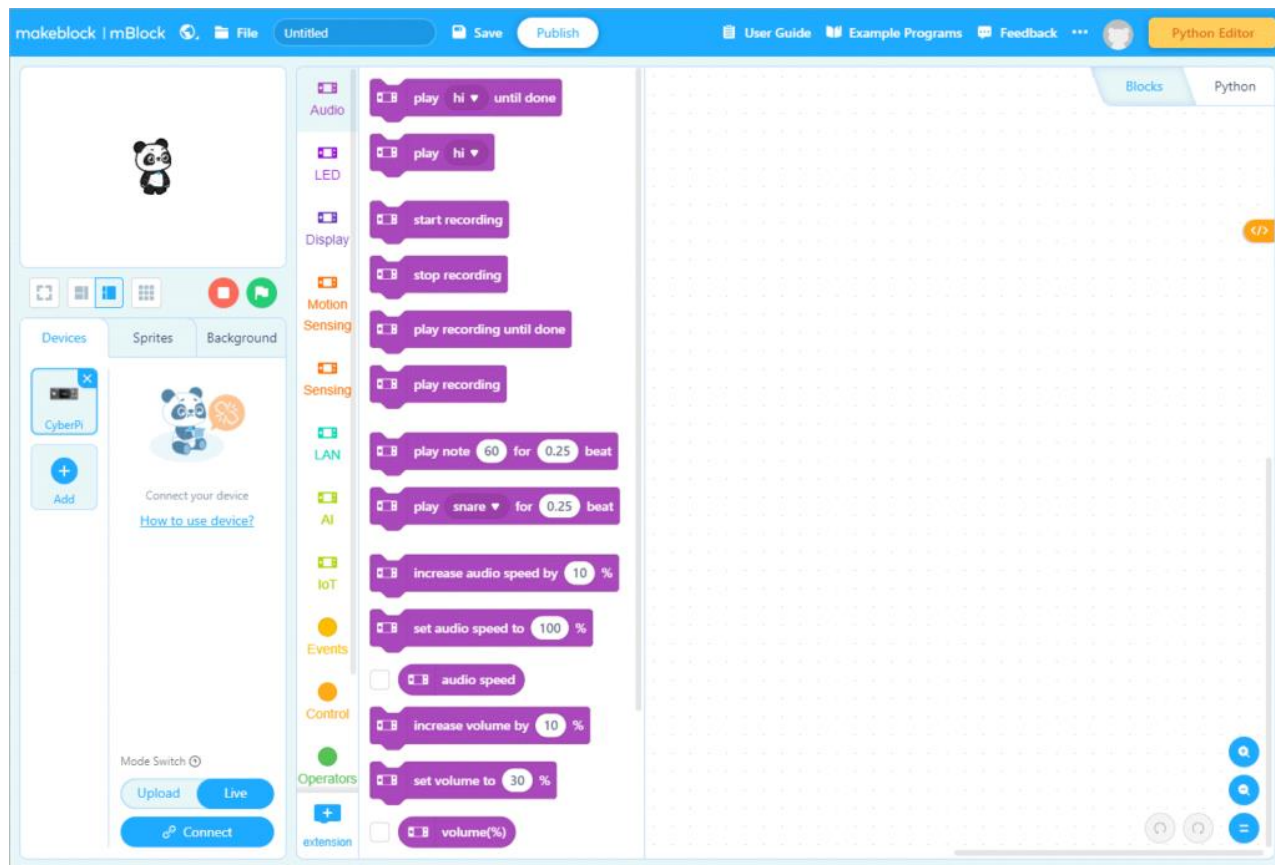 makeblock | mBlock File Untitled Save Publish User Guide Example Programs Feedback ••• Python Editor
Blocks Python
Audio
LED
Display
Motion
Sensing
Sensing
LAN
AI
IoT
Events
Control
Operators
extension
play hi until done
play hi
start recording
stop recording
play recording until done
play recording
play note 60 for 0.25 beat
play snare for 0.25 beat
increase audio speed by 10 %
set audio speed to 100 %
audio speed
increase volume by 10 %
set volume to 30 %
volume(%)
</>
Devices Sprites Background
CyberPi
Add
Connect your device
How to use device?
Mode Switch
Upload Live
Connect